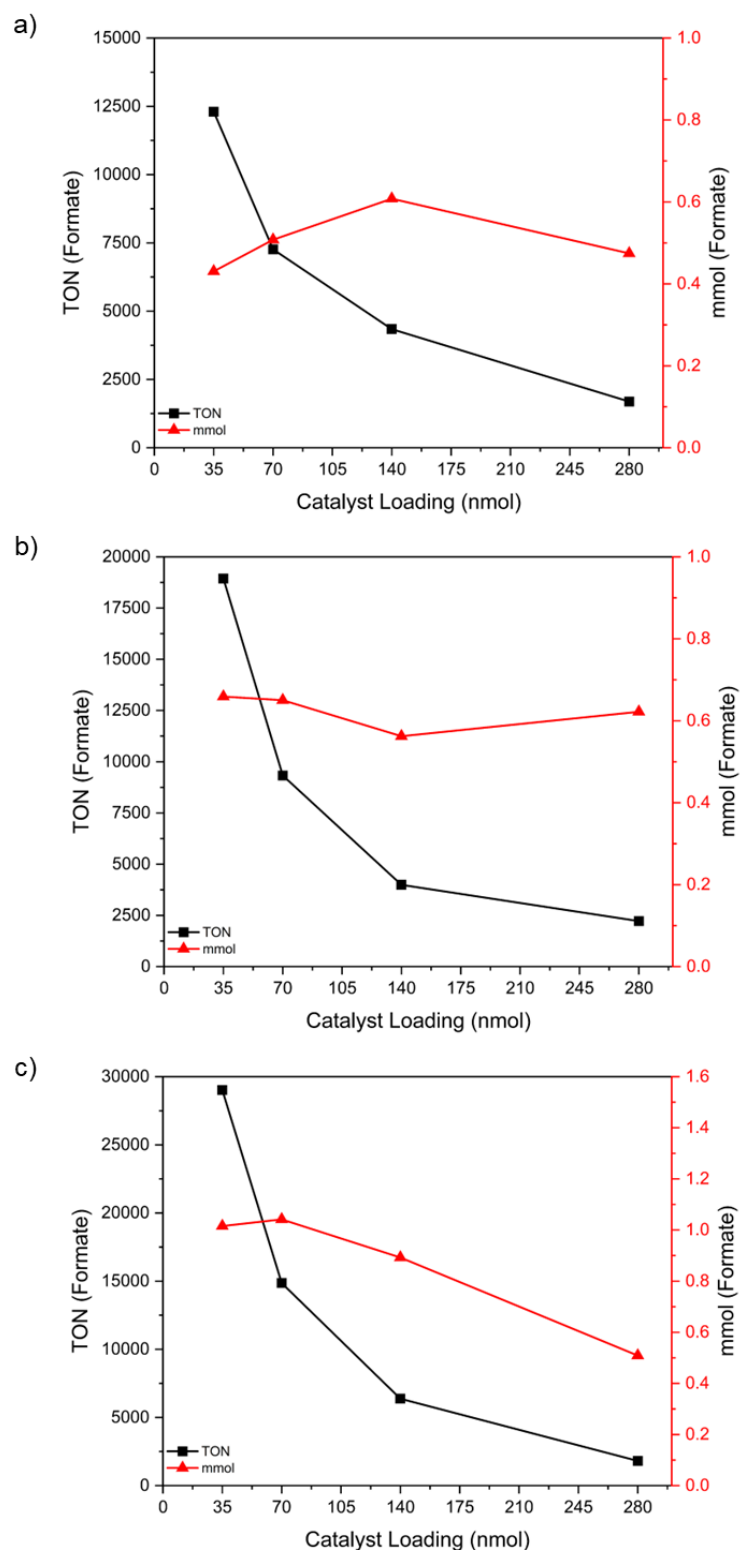 a)
15000
12500
10000
7500
5000
2500
0
TON (Formate)
1.0
0.8
0.6
0.4
0.2
0.0
mmol (Formate)
TON
mmol
0 35 70 105 140 175 210 245 280
Catalyst Loading (nmol)
b)
20000
17500
15000
12500
10000
7500
5000
2500
0
TON (Formate)
1.0
0.8
0.6
0.4
0.2
0.0
mmol (Formate)
TON
mmol
0 35 70 105 140 175 210 245 280
Catalyst Loading (nmol)
c)
30000
25000
20000
15000
10000
5000
0
TON (Formate)
1.6
1.4
1.2
1.0
0.8
0.6
0.4
0.2
0.0
mmol (Formate)
TON
mmol
0 35 70 105 140 175 210 245 280
Catalyst Loading (nmol)